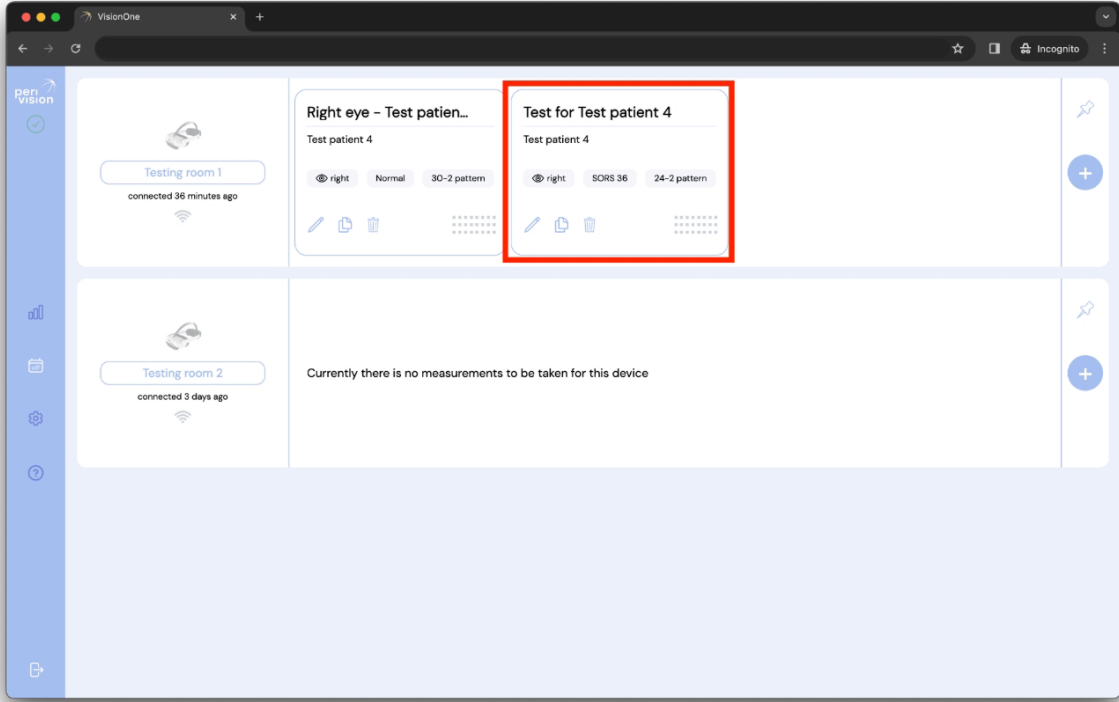 VisionOne
Incognito
peri
vision
Right eye - Test patien...
Test patient 4
right
Normal
30-2 pattern
Test for Test patient 4
Test patient 4
right
SORS 36
24-2 pattern
Testing room 1
connected 36 minutes ago
Testing room 2
connected 3 days ago
Currently there is no measurements to be taken for this device